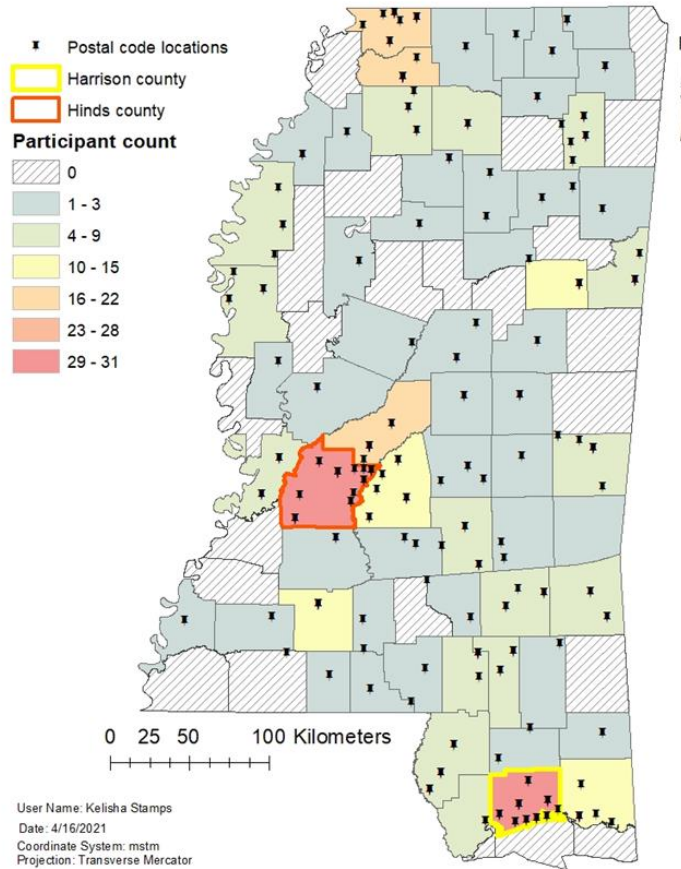 Postal code locations
Harrison county
Hinds county
Participant count
0
1 - 3
4 - 9
10 - 15
16 - 22
23 - 28
29 - 31
0 25 50 100 Kilometers
User Name: Kelisha Stamps
Date: 4/16/2021
Coordinate System: mstm
Projection: Transverse Mercator